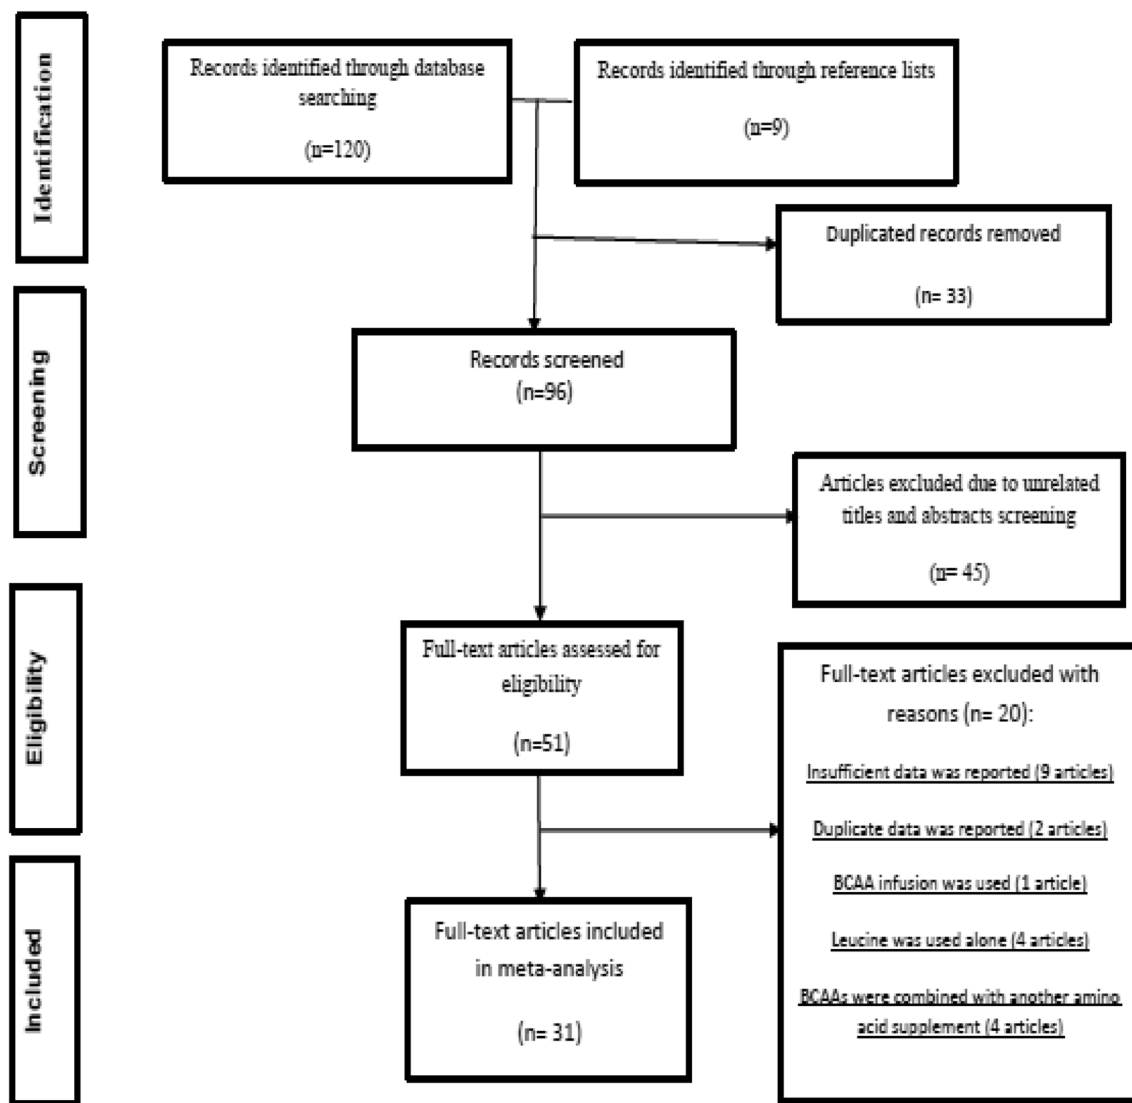 Identification
Records identified through database
searching
(n=120)
Records identified through reference lists
(n=9)
Duplicated records removed
(n= 33)
Screening
Records screened
(n=96)
Articles excluded due to unrelated
titles and abstracts screening
(n= 45)
Eligibility
Full-text articles assessed for
eligibility
(n=51)
Full-text articles excluded with
reasons (n= 20):
Insufficient data was reported (9 articles)
Duplicate data was reported (2 articles)
BCAA infusion was used (1 article)
Leucine was used alone (4 articles)
BCAAs were combined with another amino
acid supplement (4 articles)
Included
Full-text articles included
in meta-analysis
(n= 31)